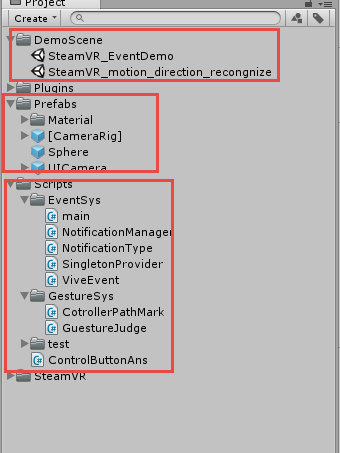 Project
Create
DemoScene
SteamVR_EventDemo
SteamVR_motion_direction_recongnize
Plugins
Prefabs
Material
[CameraRig]
Sphere
UICamera
Scripts
EventSys
main
NotificationManager
NotificationType
SingletonProvider
ViveEvent
GestureSys
CotrollerPathMark
GuestureJudge
test
ControlButtonAns
SteamVR